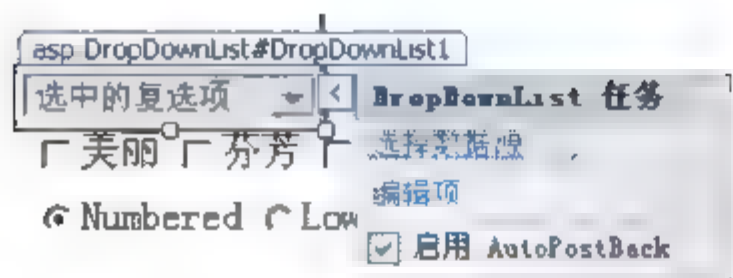 asp DropDownList#DropDownList1
选中的复选项 < DropDownList 任务
美丽 芬芳 选择数据源
编辑项
Numbered Low
启用 AutoPostBack